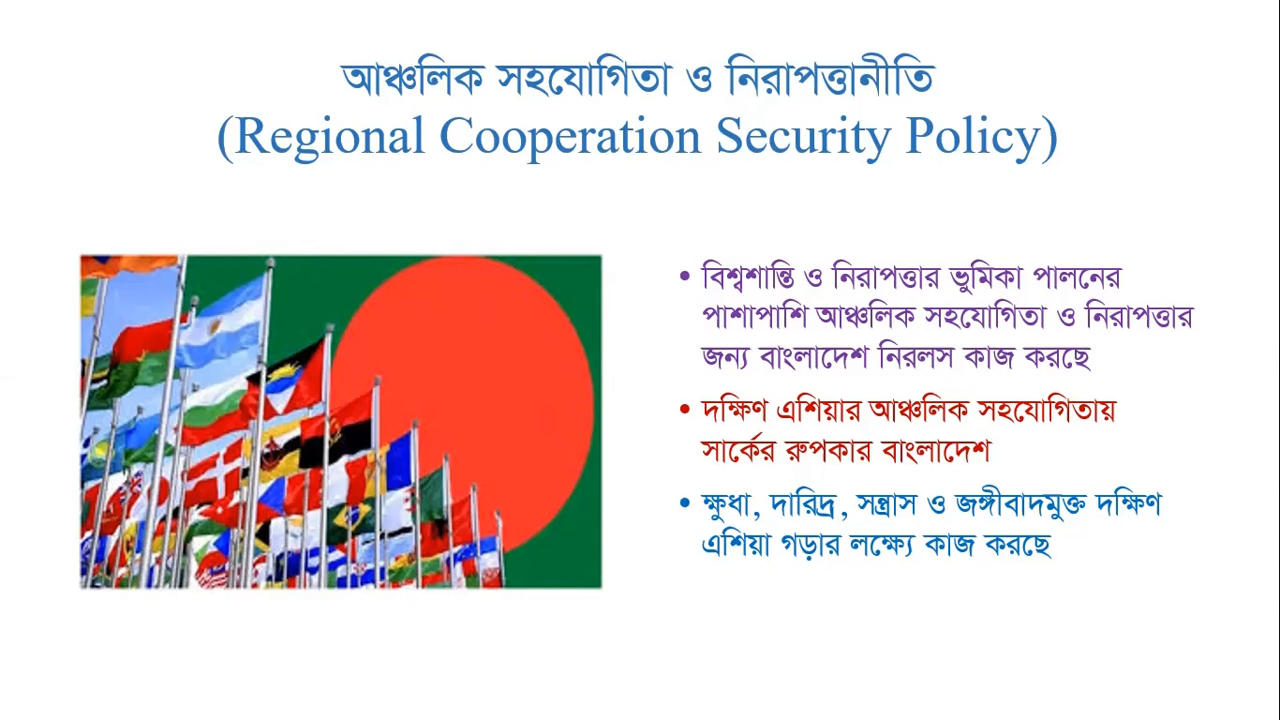 আঞ্চলিক সহযোগিতা ও নিরাপত্তানীতি
(Regional Cooperation Security Policy)
• বিশ্বশান্তি ও নিরাপত্তার ভুমিকা পালনের
পাশাপাশি আঞ্চলিক সহযোগিতা ও নিরাপত্তার
জন্য বাংলাদেশ নিরলস কাজ করছে
• দক্ষিণ এশিয়ার আঞ্চলিক সহযোগিতায়
সার্কের রুপকার বাংলাদেশ
• ক্ষুধা, দারিদ্র, সন্ত্রাস ও জঙ্গীবাদমুক্ত দক্ষিণ
এশিয়া গড়ার লক্ষ্যে কাজ করছে